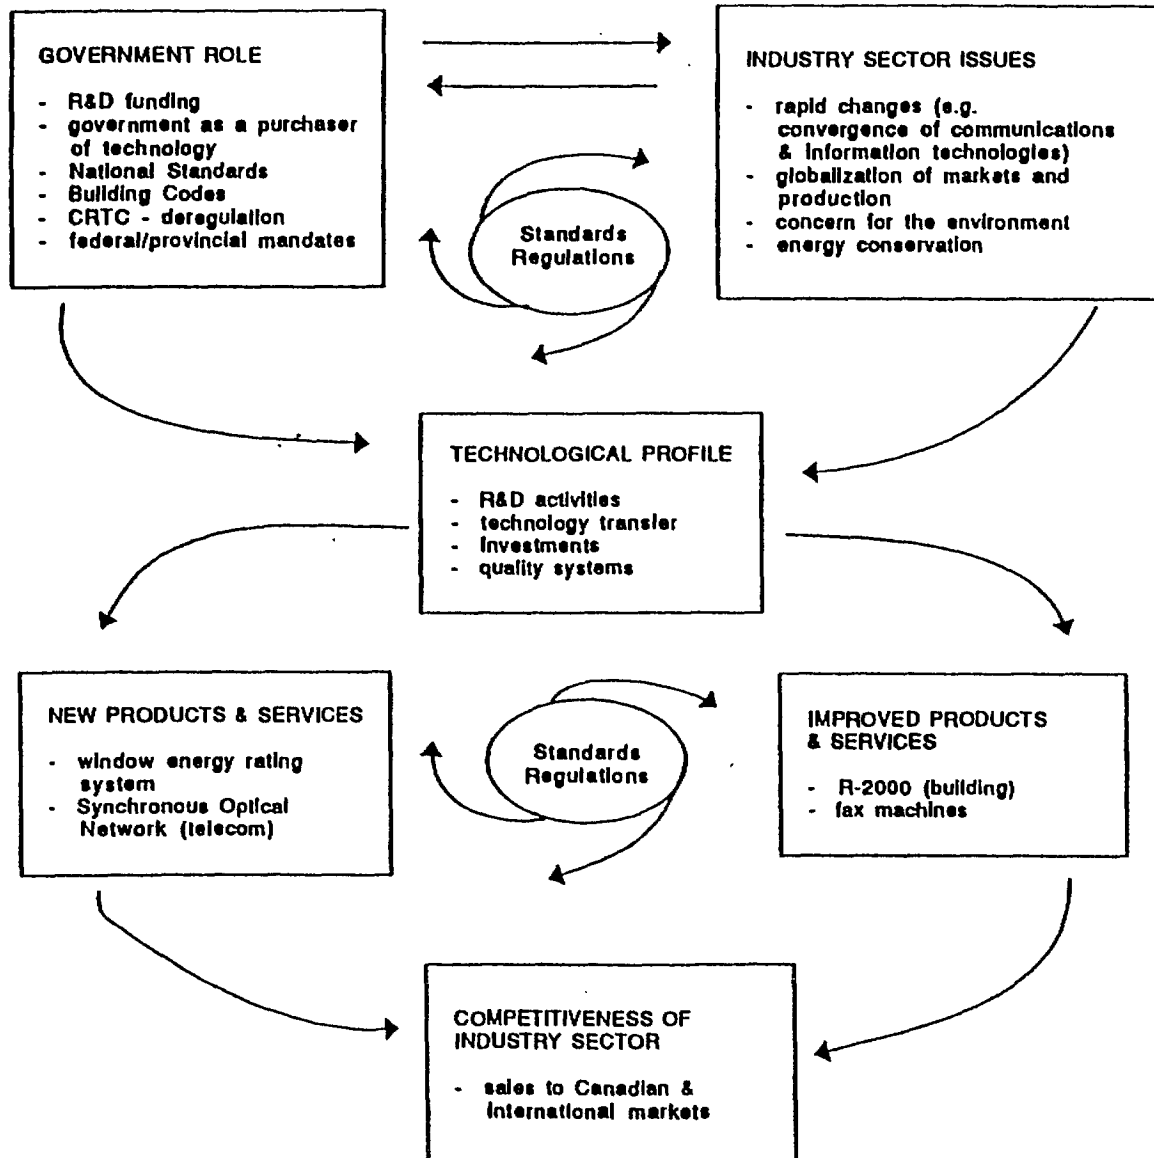 GOVERNMENT ROLE
- R&D funding
- government as a purchaser
of technology
- National Standards
- Building Codes
- CRTC - deregulation
- federal/provincial mandates
INDUSTRY SECTOR ISSUES
- rapid changes (e.g.
convergence of communications
& information technologies)
- globalization of markets and
production
- concern for the environment
- energy conservation
Standards
Regulations
TECHNOLOGICAL PROFILE
- R&D activities
- technology transfer
- investments
- quality systems
NEW PRODUCTS & SERVICES
- window energy rating
system
- Synchronous Optical
Network (telecom)
Standards
Regulations
IMPROVED PRODUCTS
& SERVICES
- R-2000 (building)
- fax machines
COMPETITIVENESS OF
INDUSTRY SECTOR
- sales to Canadian &
international markets